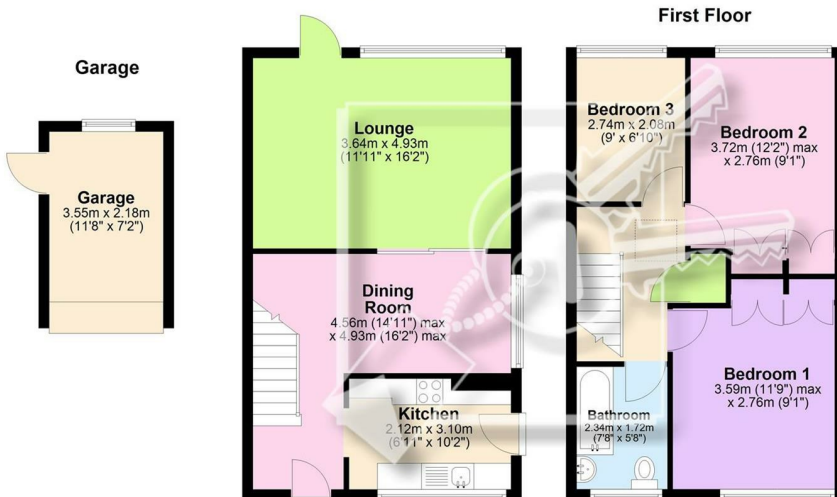 First Floor
Garage
Garage
3.55m x 2.18m
(11'8" x 7'2")
Lounge
3.64m x 4.93m
(11'11" x 16'2")
Dining
Room
4.56m (14'11") max
x 4.93m (16'2") max
Kitchen
2.12m x 3.10m
(6'11" x 10'2")
Bedroom 3
2.74m x 2.08m
(9' x 6'10")
Bedroom 2
3.72m (12'2") max
x 2.76m (9'1")
Bedroom 1
3.59m (11'9") max
x 2.76m (9'1")
Bathroom
2.34m x 1.72m
(7'8" x 5'8")